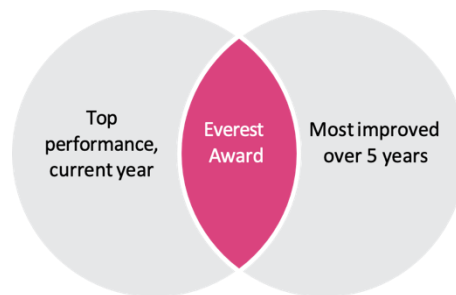 Top
performance,
current year
Everest
Award
Most improved
over 5 years